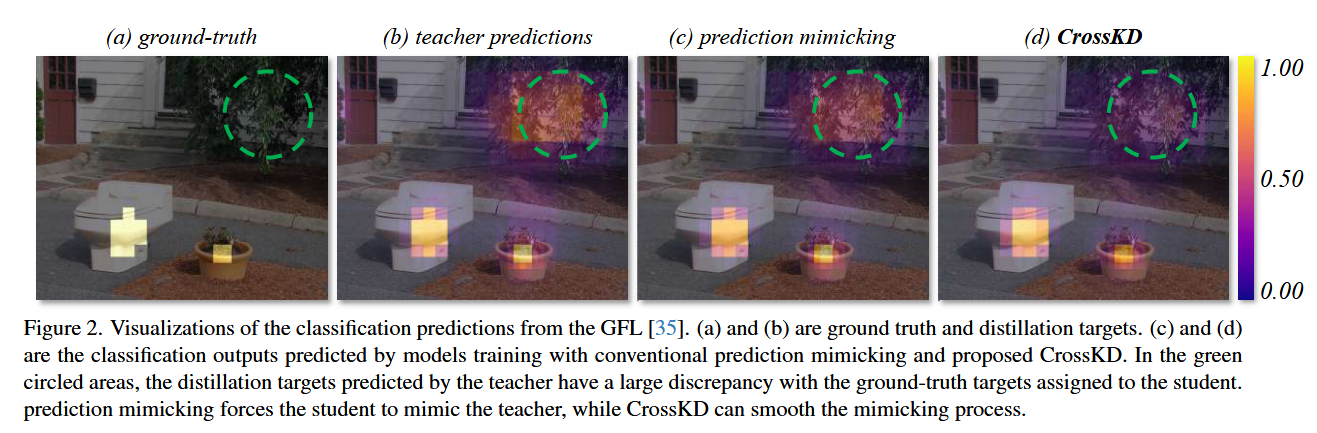 (a) ground-truth
(b) teacher predictions
(c) prediction mimicking
(d) CrossKD
1.00
0.50
0.00
Figure 2. Visualizations of the classification predictions from the GFL [35]. (a) and (b) are ground truth and distillation targets. (c) and (d)
are the classification outputs predicted by models training with conventional prediction mimicking and proposed CrossKD. In the green
circled areas, the distillation targets predicted by the teacher have a large discrepancy with the ground-truth targets assigned to the student.
prediction mimicking forces the student to mimic the teacher, while CrossKD can smooth the mimicking process.